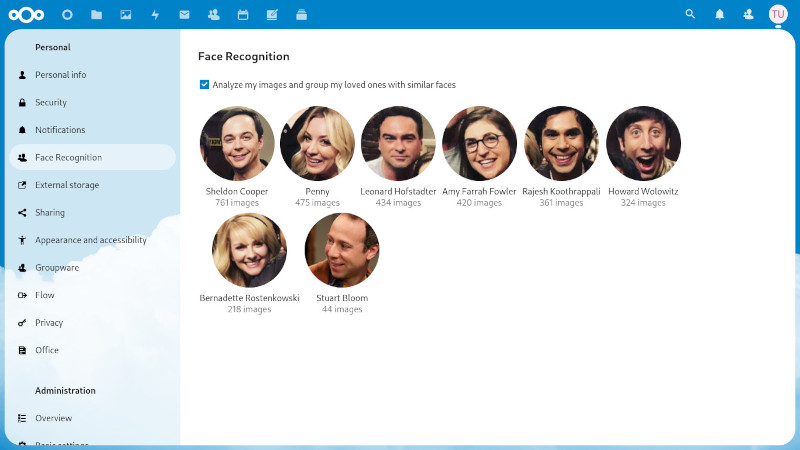 TU
Personal
Personal info
Security
Notifications
Face Recognition
External storage
Sharing
Appearance and accessibility
Groupware
Flow
Privacy
Office
Administration
Overview
Basic settings
Face Recognition
Analyze my images and group my loved ones with similar faces
Sheldon Cooper
761 images
Penny
475 images
Leonard Hofstadter
434 images
Amy Farrah Fowler
420 images
Rajesh Koothrappali
361 images
Howard Wolowitz
324 images
Bernadette Rostenkowski
218 images
Stuart Bloom
44 images